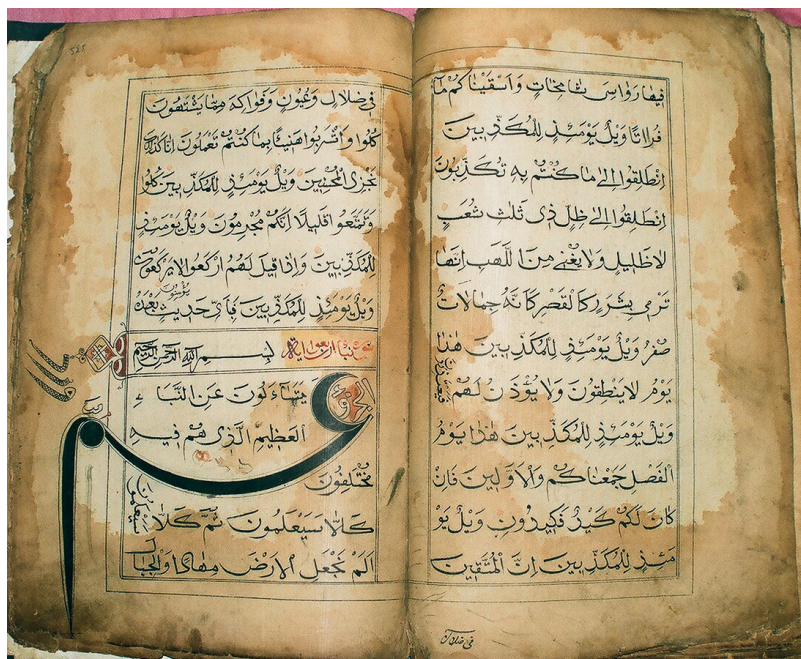 فيها رواسي شامخات وأسقيناكم ماء
فراتا ويل يومئذ للمكذبين
انطلقوا الى ما كنتم به تكذبون
انطلقوا الى ظل ذي ثلث شعب
لا ظليل ولا يغني من اللهب انها
ترمي بشرر كالقصر كانه جمالات
صفر ويل يومئذ للمكذبين هذا
يوم لا ينطقون ولا يؤذن لهم فيعتذرون
ويل يومئذ للمكذبين هذا يوم
الفصل جمعناكم والاولين فان
كان لكم كيد فكيدون ويل يو
مئذ للمكذبين ان المتقين
في ظلال وعيون وفواكه مما يشتهون
كلوا واشربوا هنيئا بما كنتم تعملون انا كذلك
نجزي المحسنين ويل يومئذ للمكذبين كلوا
وتمتعوا قليلا انكم مجرمون ويل يومئذ
للمكذبين واذا قيل لهم اركعوا لا يركعون
ويل يومئذ للمكذبين فباي حديث بعده يؤمنون
بسم الله الرحمن الرحيم
عم
يتساءلون عن النباء
العظيم الذي هم فيه
مختلفون
كلا سيعلمون ثم كلا سيعلمون
الم نجعل الارض مهادا والجبال